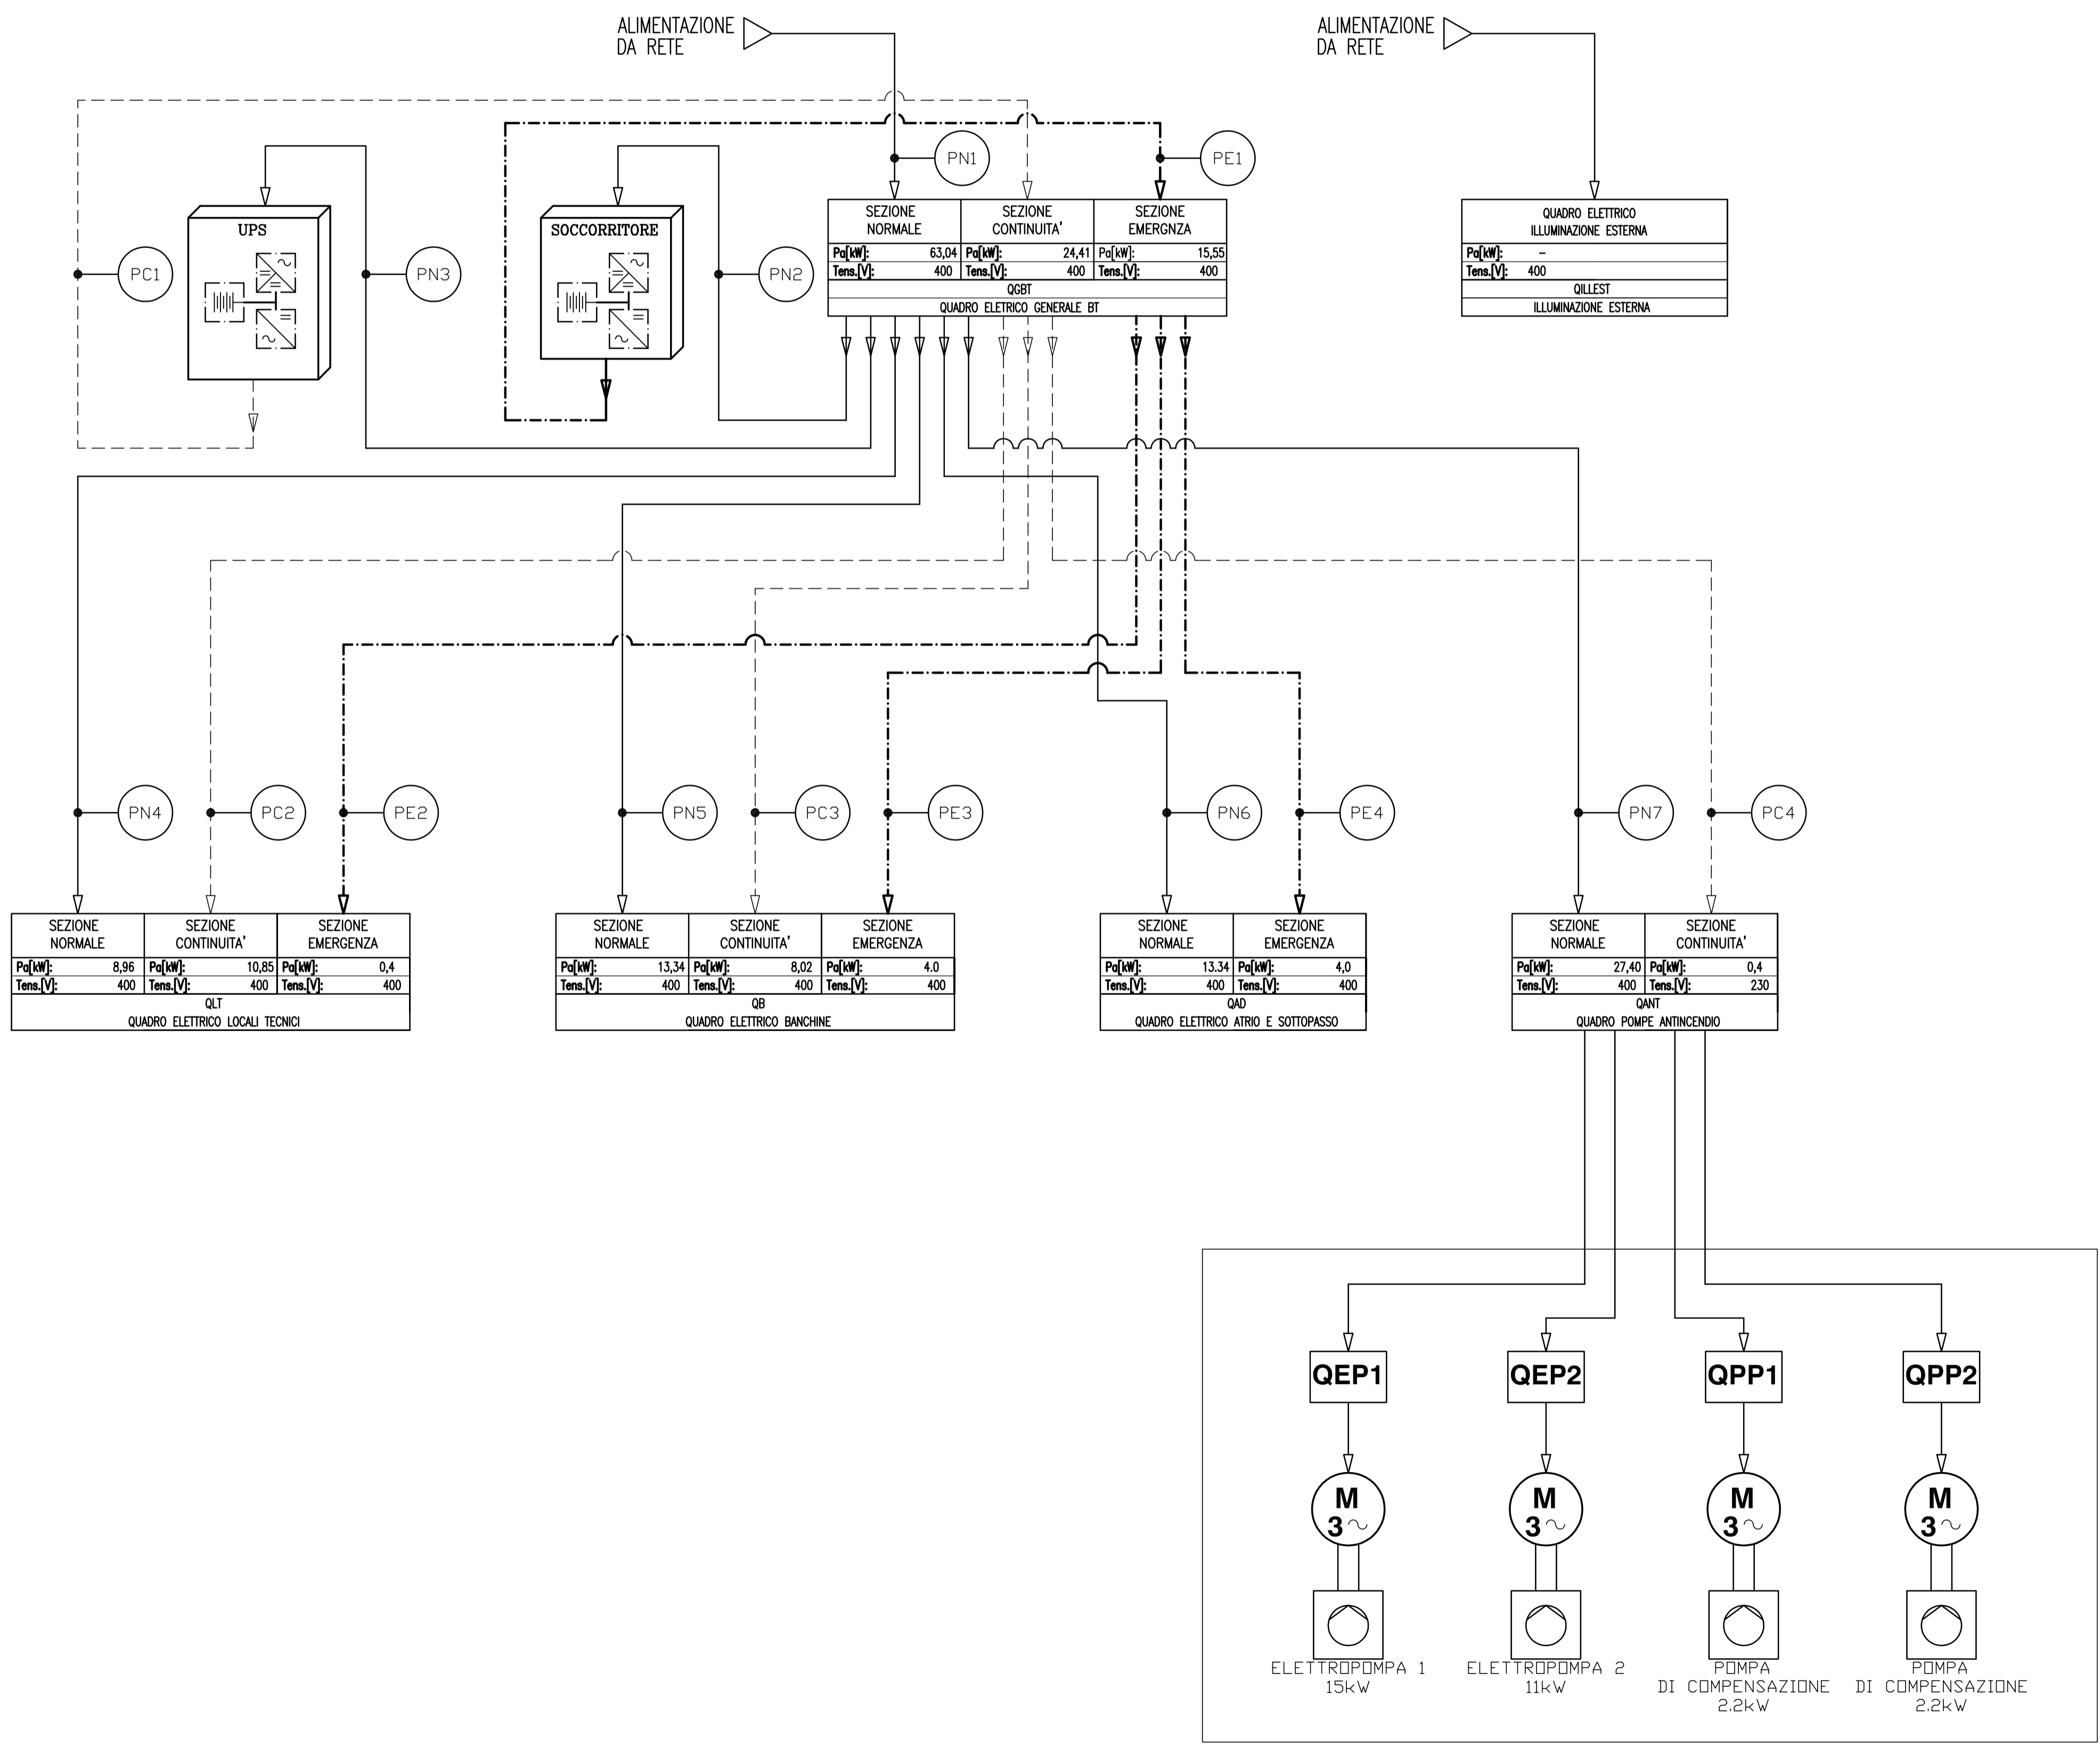 ALIMENTAZIONE
DA RETE
ALIMENTAZIONE
DA RETE
PN1
PE1
UPS
SOCCORRITORE
PC1
PN3
PN2
SEZIONE
NORMALE
SEZIONE
CONTINUITA'
SEZIONE
EMERGNZA
Pa[kW]: 63,04 Pa[kW]: 24,41 Pa[kW]: 15,55
Tens.[V]: 400 Tens.[V]: 400 Tens.[V]: 400
QGBT
QUADRO ELETRICO GENERALE BT
QUADRO ELETTRICO
ILLUMINAZIONE ESTERNA
Pa[kW]: –
Tens.[V]: 400
QILLEST
ILLUMINAZIONE ESTERNA
PN4
PC2
PE2
PN5
PC3
PE3
PN6
PE4
PN7
PC4
SEZIONE
NORMALE
SEZIONE
CONTINUITA'
SEZIONE
EMERGENZA
Pa[kW]: 8,96 Pa[kW]: 10,85 Pa[kW]: 0,4
Tens.[V]: 400 Tens.[V]: 400 Tens.[V]: 400
QLT
QUADRO ELETTRICO LOCALI TECNICI
SEZIONE
NORMALE
SEZIONE
CONTINUITA'
SEZIONE
EMERGENZA
Pa[kW]: 13,34 Pa[kW]: 8,02 Pa[kW]: 4.0
Tens.[V]: 400 Tens.[V]: 400 Tens.[V]: 400
QB
QUADRO ELETTRICO BANCHINE
SEZIONE
NORMALE
SEZIONE
EMERGENZA
Pa[kW]: 13.34 Pa[kW]: 4,0
Tens.[V]: 400 Tens.[V]: 400
QAD
QUADRO ELETTRICO ATRIO E SOTTOPASSO
SEZIONE
NORMALE
SEZIONE
CONTINUITA'
Pa[kW]: 27,40 Pa[kW]: 0,4
Tens.[V]: 400 Tens.[V]: 230
QANT
QUADRO POMPE ANTINCENDIO
QEP1
QEP2
QPP1
QPP2
M
3~
M
3~
M
3~
M
3~
ELETTROPOMPA 1
15kW
ELETTROPOMPA 2
11kW
POMPA
DI COMPENSAZIONE
2.2kW
POMPA
DI COMPENSAZIONE
2.2kW